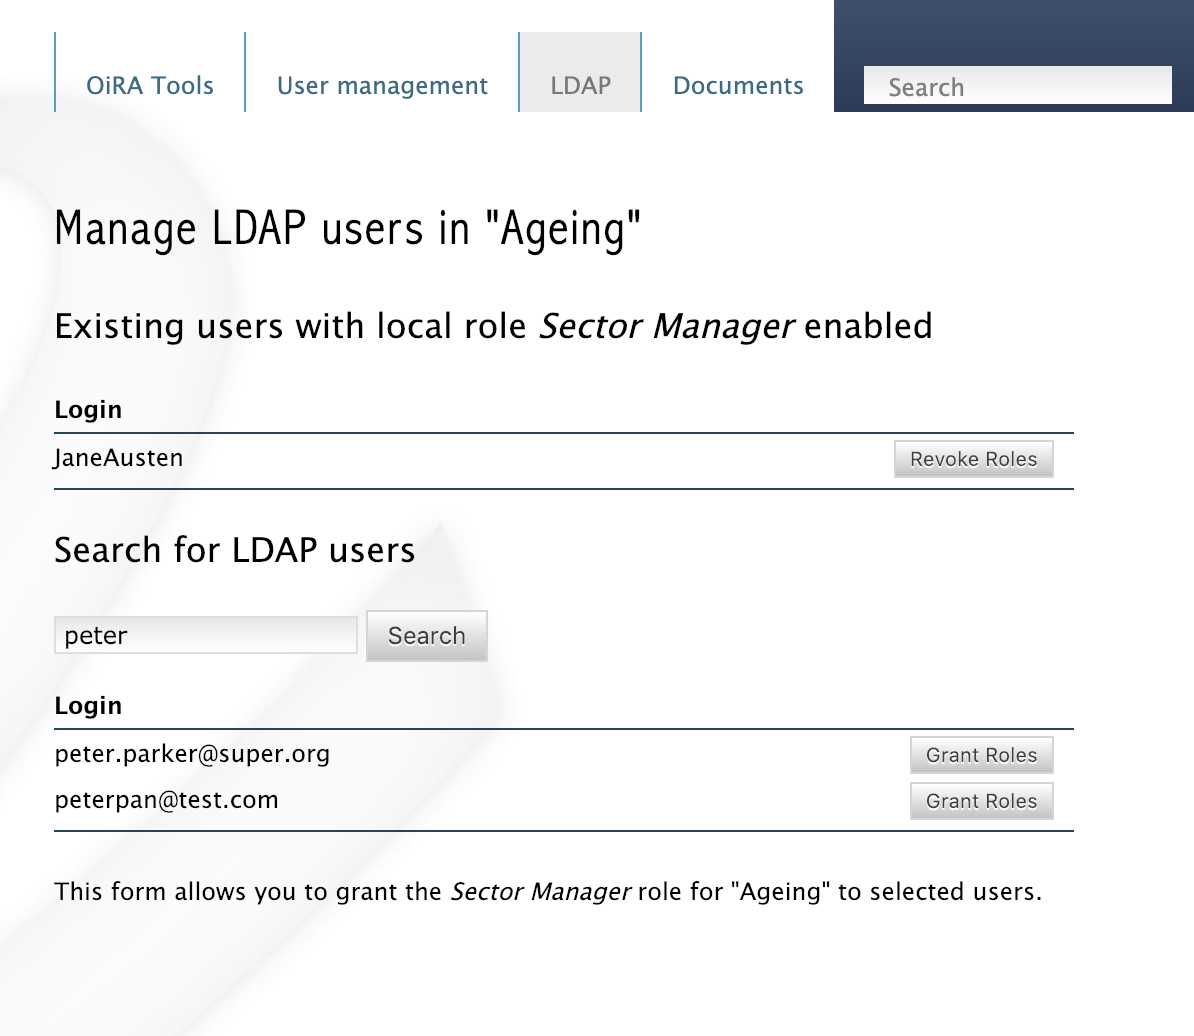 OiRA Tools
User management
LDAP
Documents
Search
Manage LDAP users in "Ageing"
Existing users with local role Sector Manager enabled
Login
JaneAusten
Revoke Roles
Search for LDAP users
peter
Search
Login
peter.parker@super.org
Grant Roles
peterpan@test.com
Grant Roles
This form allows you to grant the Sector Manager role for "Ageing" to selected users.